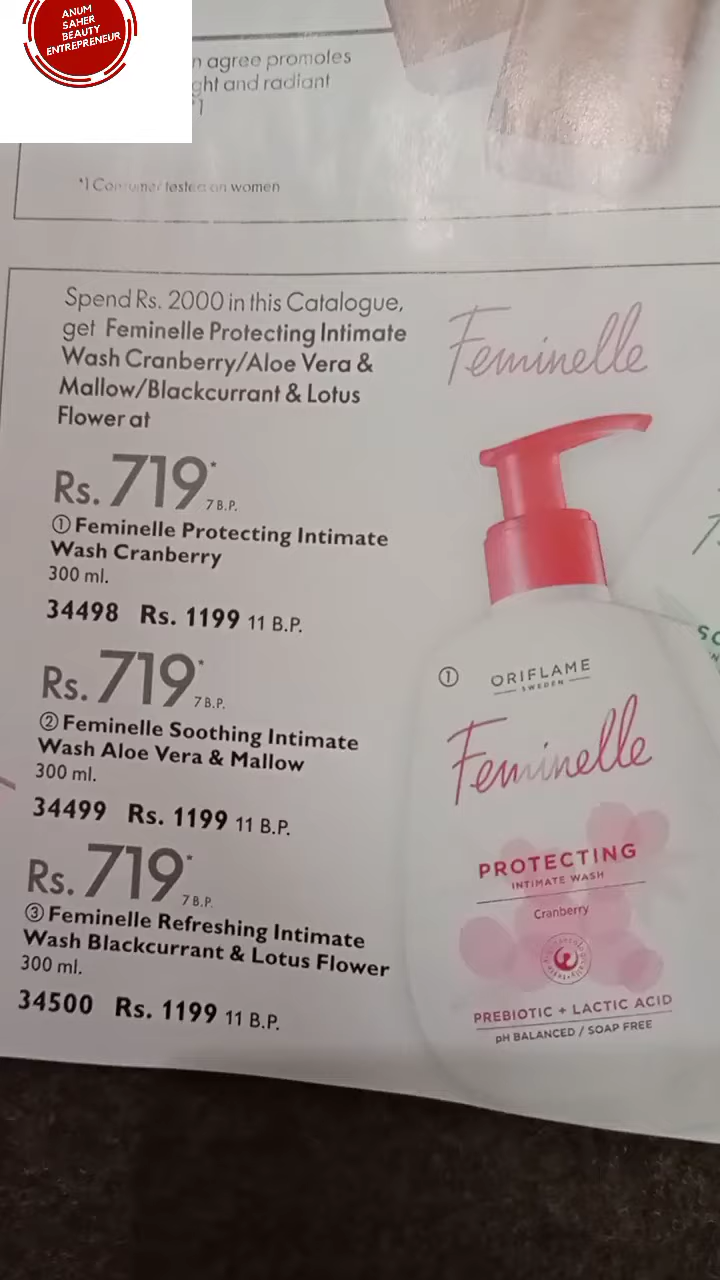 ANUM
SAHER
BEAUTY
ENTREPRENEUR
n agree promoles
ght and radiant
*1
*1 Consumer tested on women
Spend Rs. 2000 in this Catalogue,
get Feminelle Protecting Intimate
Wash Cranberry/Aloe Vera &
Mallow/Blackcurrant & Lotus
Flower at
Rs. 719* 7 B.P.
① Feminelle Protecting Intimate
Wash Cranberry
300 ml.
34498 Rs. 1199 11 B.P.
Rs. 719* 7 B.P.
② Feminelle Soothing Intimate
Wash Aloe Vera & Mallow
300 ml.
34499 Rs. 1199 11 B.P.
Rs. 719* 7 B.P.
③ Feminelle Refreshing Intimate
Wash Blackcurrant & Lotus Flower
300 ml.
34500 Rs. 1199 11 B.P.
Feminelle
①
ORIFLAME
SWEDEN
Feminelle
PROTECTING
INTIMATE WASH
Cranberry
PREBIOTIC + LACTIC ACID
pH BALANCED / SOAP FREE